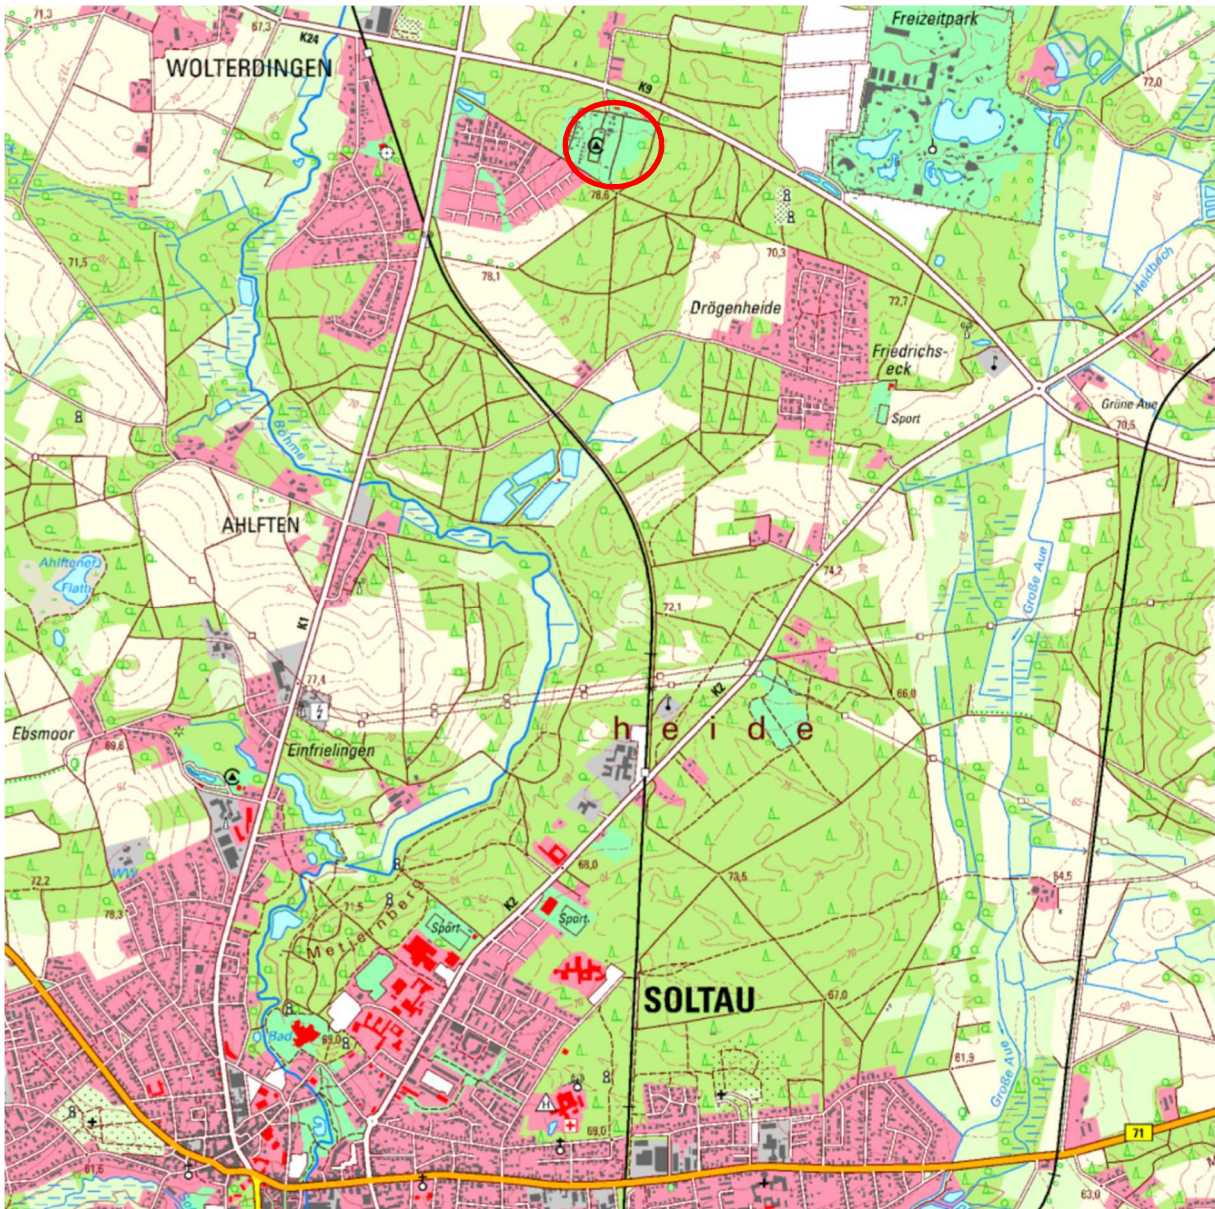 71,3
67,3
K24
Freizeitpark
WOLTERDINGEN
K9
72,0
78,6
71,5
78,1
70,3
Heidbach
Drögenheide
72,7
Friedrichs-
eck
Sport
Grüne Aue
70,5
Böhme
AHLFTEN
Ahlftener
Flatt
74,2
Große Aue
72,1
K1
77,4
K2
66,0
heide
Ebsmoor
69,6
Einfrielingen
WW
72,2
68,0
73,5
64,5
78,3
71,5
Metternberg
K2
Sport
Sport
SOLTAU
67,0
Bad
69,0
61,9
Große Aue
H
69,0
71
61,6
63,0